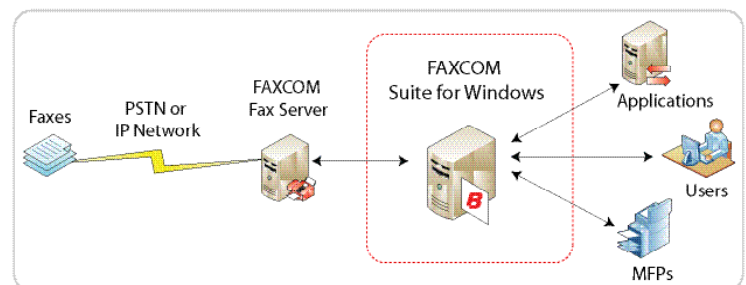 Faxes
PSTN or
IP Network
FAXCOM
Fax Server
FAXCOM
Suite for Windows
B
Applications
Users
MFPs